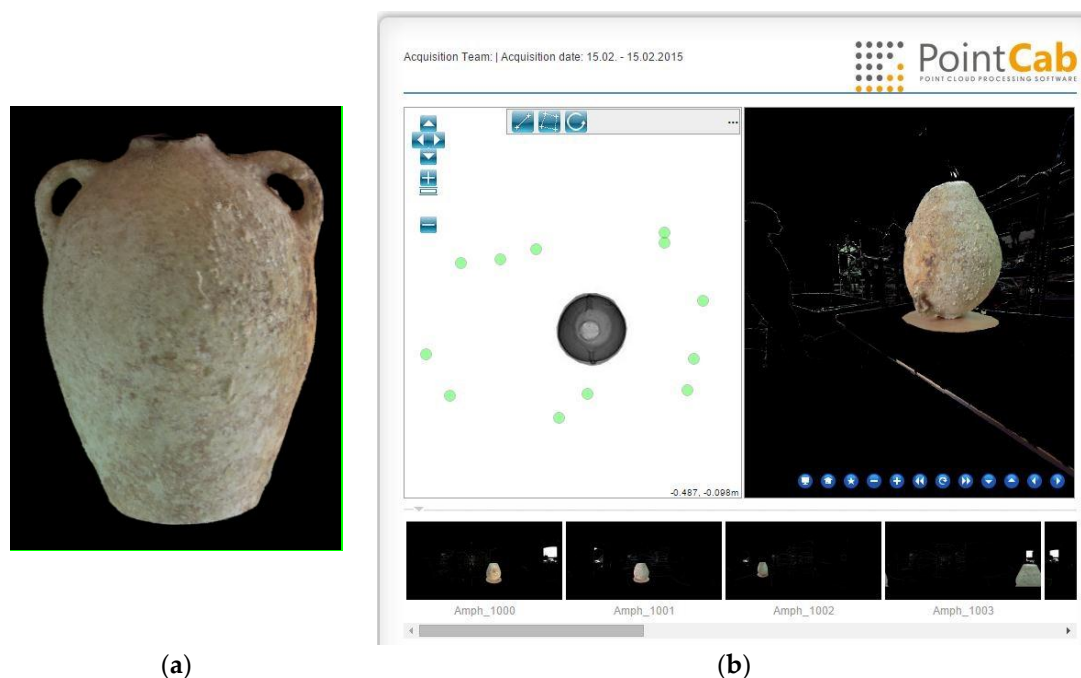 Acquisition Team: | Acquisition date: 15.02. - 15.02.2015
PointCab
POINT CLOUD PROCESSING SOFTWARE
...
-0.487, -0.098m
Amph_1000
Amph_1001
Amph_1002
Amph_1003
(a)
(b)